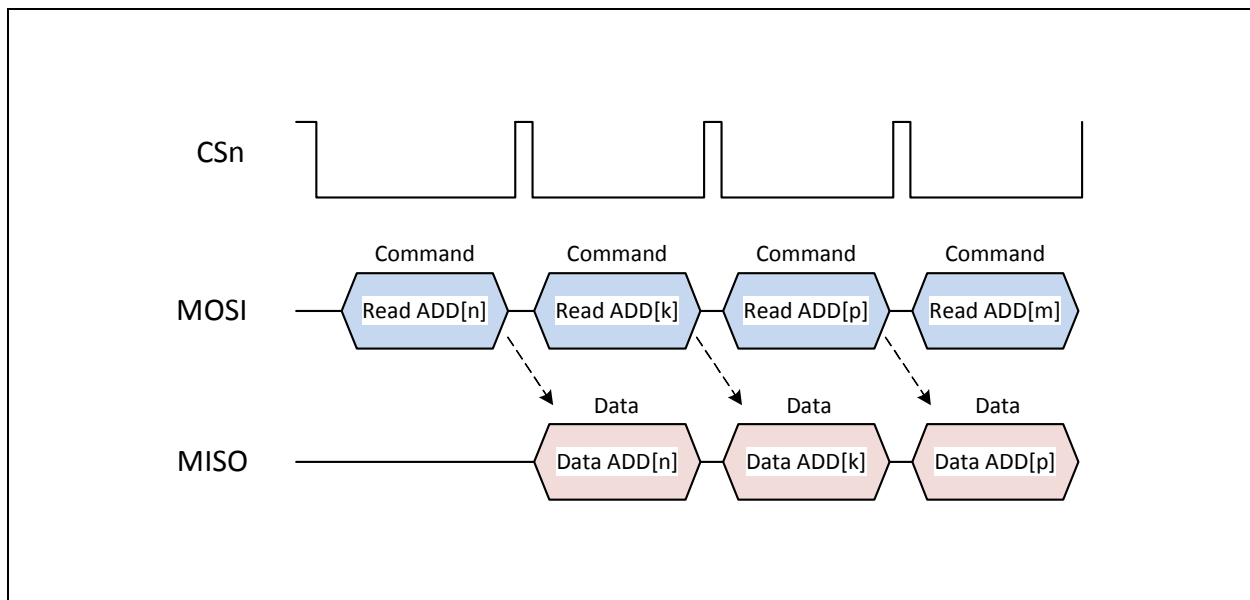 CSn
Command
Command
Command
Command
MOSI
Read ADD[n]
Read ADD[k]
Read ADD[p]
Read ADD[m]
Data
Data
Data
MISO
Data ADD[n]
Data ADD[k]
Data ADD[p]